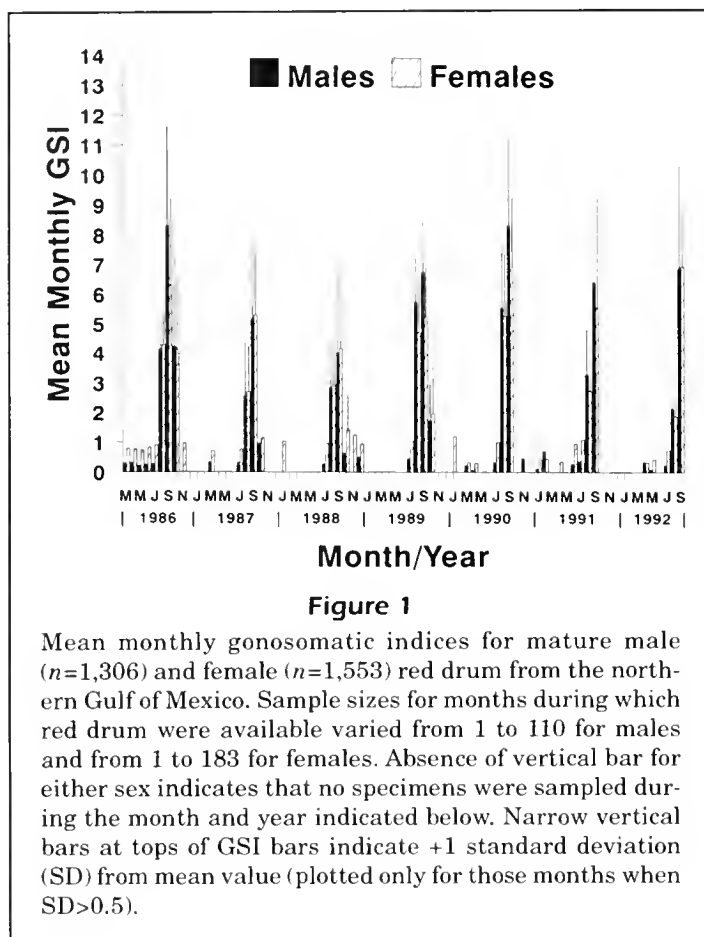 14
13
12
11
10
9
8
7
6
5
4
3
2
1
0
Mean Monthly GSI
Males Females
M M J S N J M M J S N J M M J S N J M M J S N J M M J S N J M M J S N J M M J S
| 1986 | 1987 | 1988 | 1989 | 1990 | 1991 | 1992 |
Month/Year
Figure 1
Mean monthly gonosomatic indices for mature male
(n=1,306) and female (n=1,553) red drum from the north-
ern Gulf of Mexico. Sample sizes for months during which
red drum were available varied from 1 to 110 for males
and from 1 to 183 for females. Absence of vertical bar for
either sex indicates that no specimens were sampled dur-
ing the month and year indicated below. Narrow vertical
bars at tops of GSI bars indicate +1 standard deviation
(SD) from mean value (plotted only for those months when
SD>0.5).